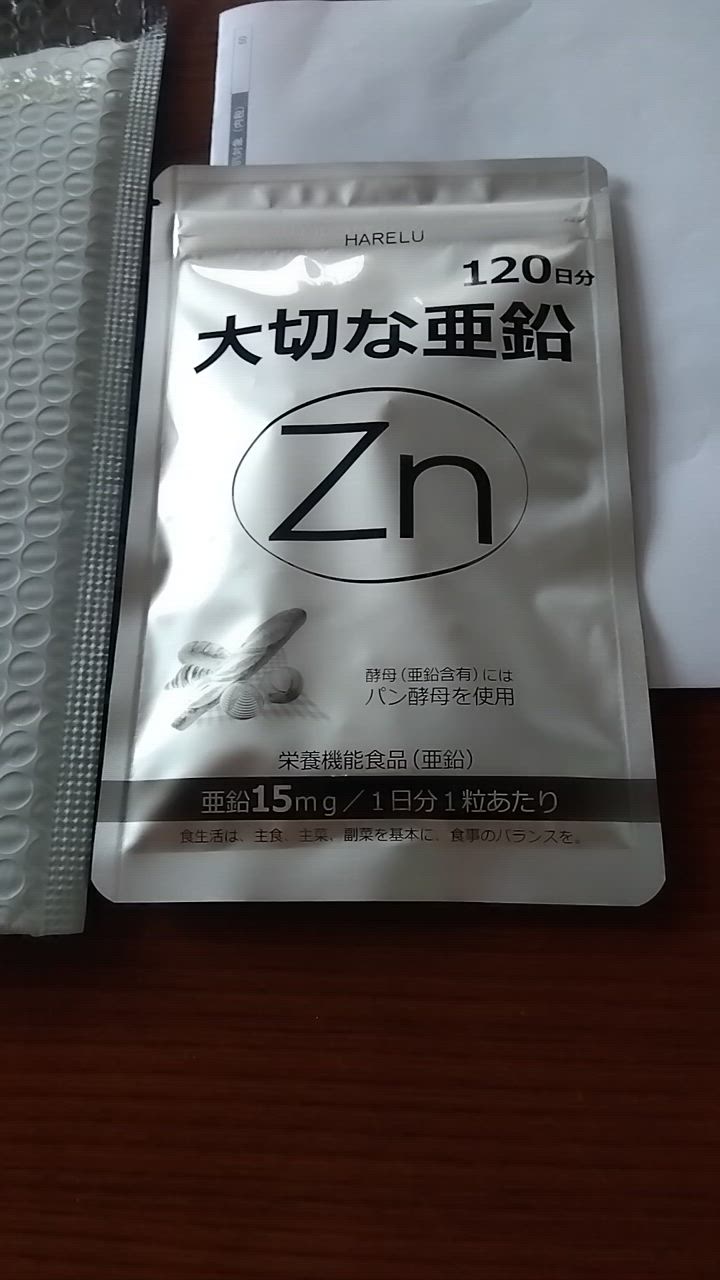 HARELU
120日分
大切な亜鉛
Zn
酵母(亜鉛含有)には
パン酵母を使用
栄養機能食品(亜鉛)
亜鉛15mg/1日分1粒あたり
食生活は、主食、主菜、副菜を基本に、食事のバランスを。